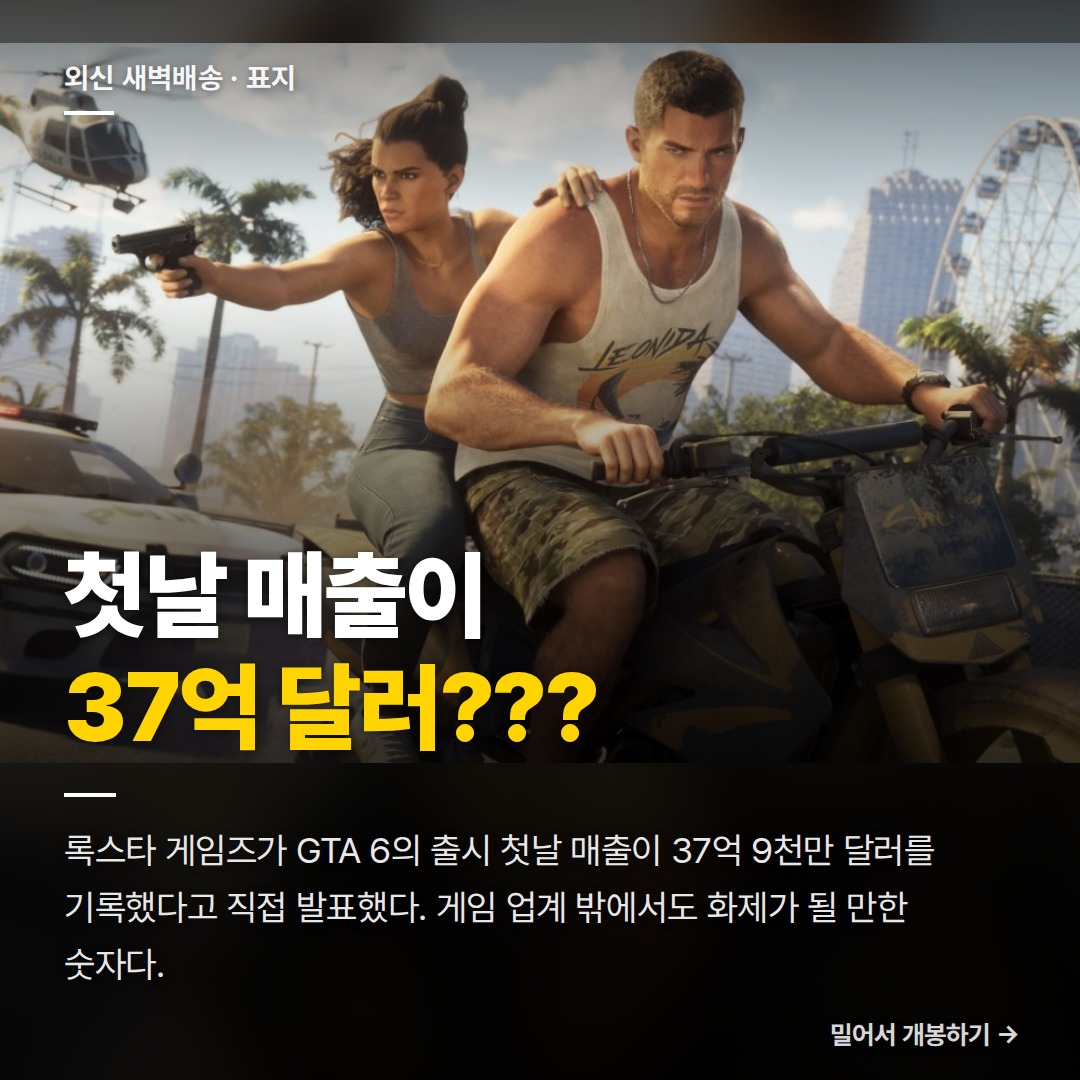 외신 새벽배송 · 표지
LEONIDA
첫날 매출이
37억 달러???
록스타 게임즈가 GTA 6의 출시 첫날 매출이 37억 9천만 달러를
기록했다고 직접 발표했다. 게임 업계 밖에서도 화제가 될 만한
숫자다.
밀어서 개봉하기 →